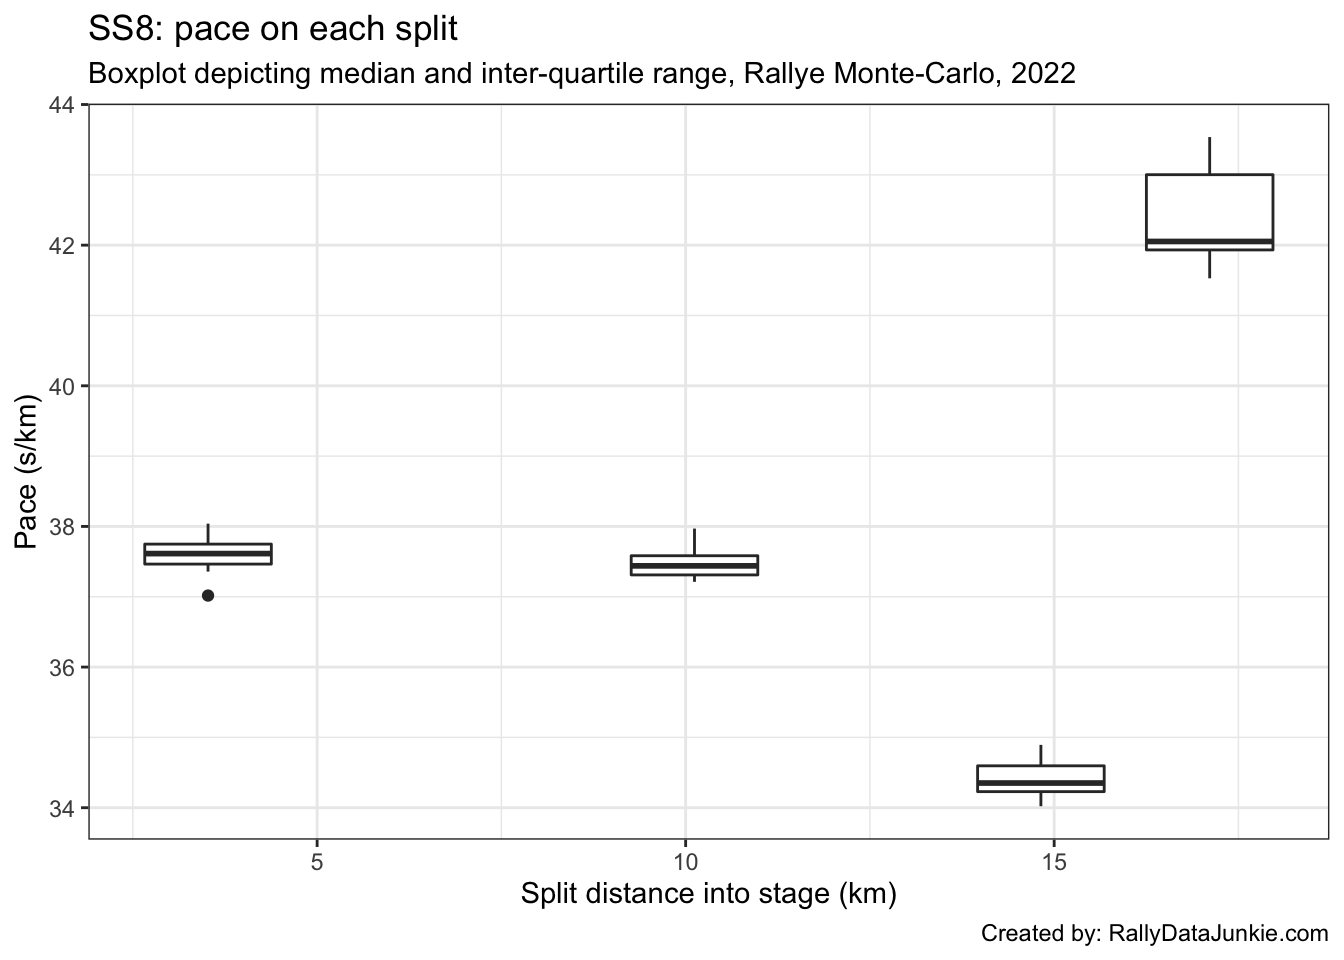 SS8: pace on each split
Boxplot depicting median and inter-quartile range, Rallye Monte-Carlo, 2022
44
42
40
38
36
34
Pace (s/km)
5 10 15
Split distance into stage (km)
Created by: RallyDataJunkie.com